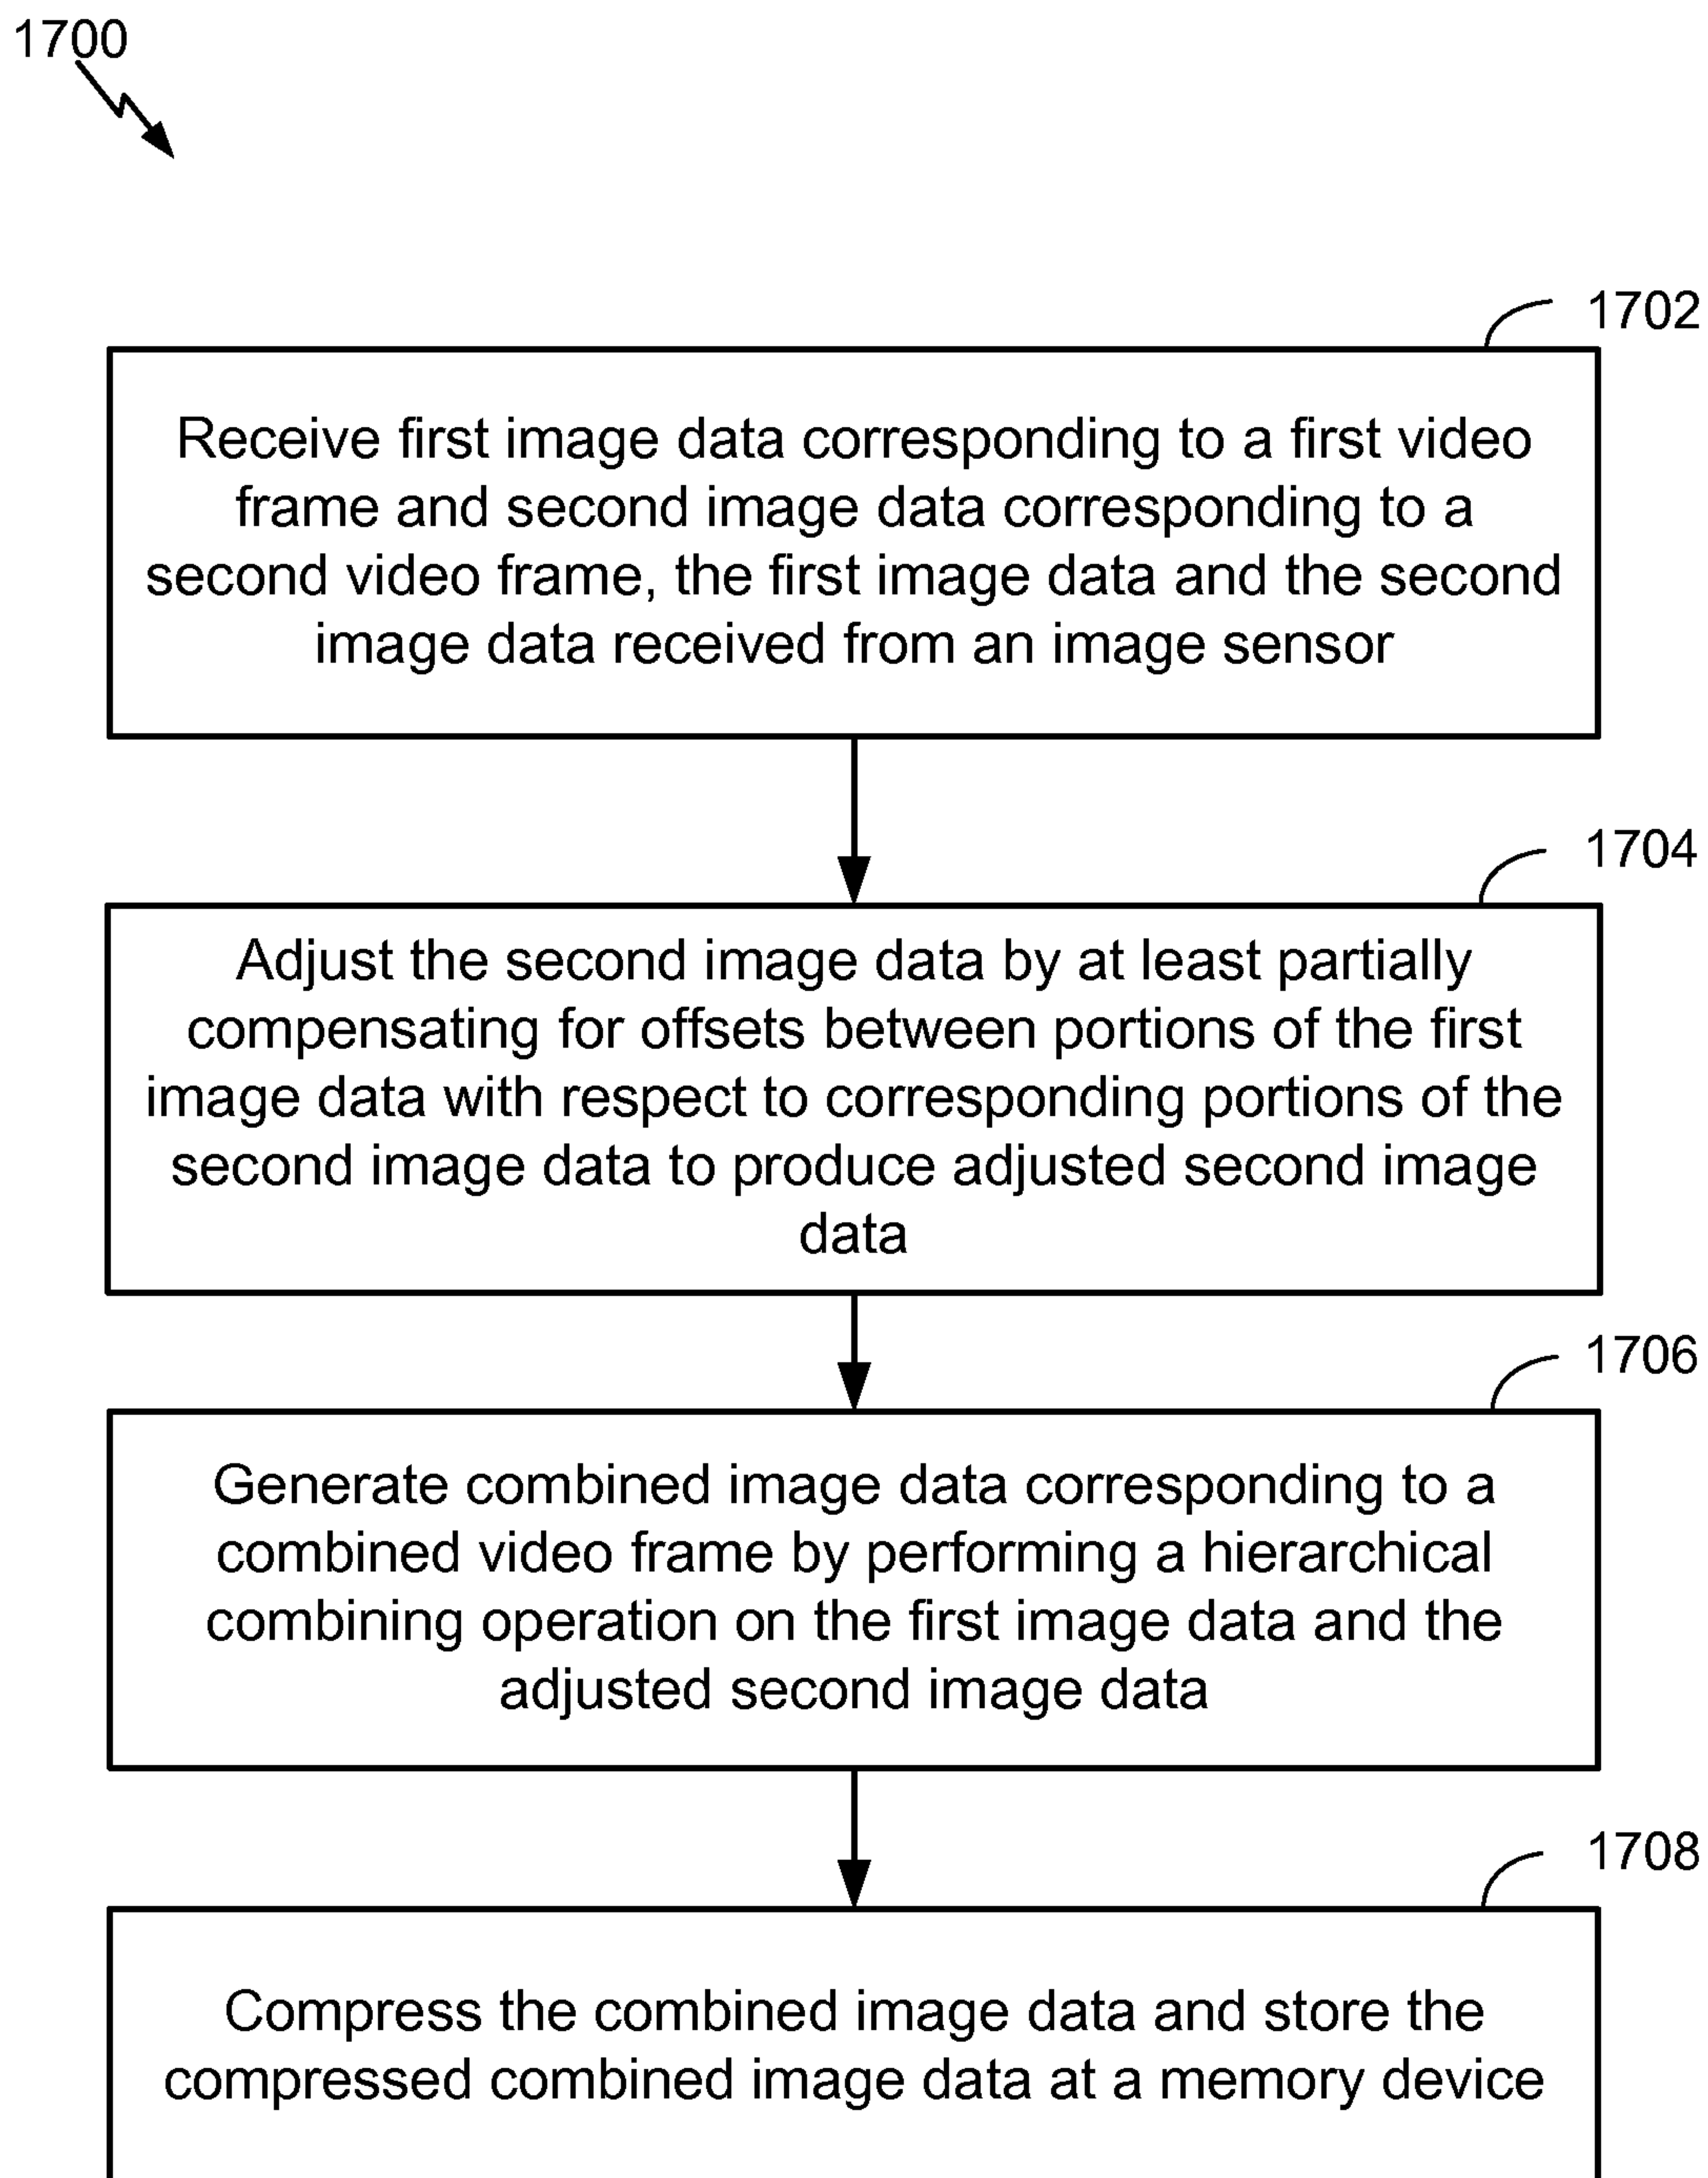 1700
1702
Receive first image data corresponding to a first video
frame and second image data corresponding to a
second video frame, the first image data and the second
image data received from an image sensor
1704
Adjust the second image data by at least partially
compensating for offsets between portions of the first
image data with respect to corresponding portions of the
second image data to produce adjusted second image
data
1706
Generate combined image data corresponding to a
combined video frame by performing a hierarchical
combining operation on the first image data and the
adjusted second image data
1708
Compress the combined image data and store the
compressed combined image data at a memory device